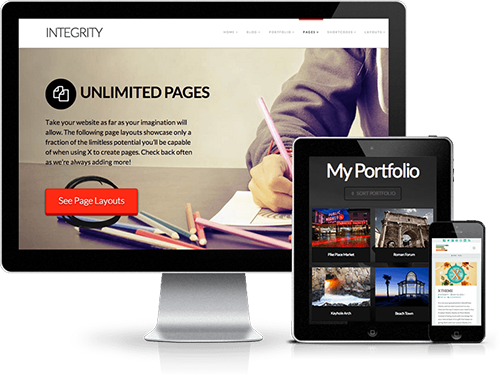 INTEGRITY
HOME
BLOG
PORTFOLIO
PAGES
SHORTCODES
LAYOUTS
UNLIMITED PAGES
Take your website as far as your imagination will
allow. The following page layouts showcase only a
fraction of the limitless potential you'll be capable
of when using X to create pages. Check back often
as we're always adding more!
See Page Layouts
My Portfolio
SORT PORTFOLIO
Pike Place Market
Roman Forum
Keyhole Arch
Beach Town